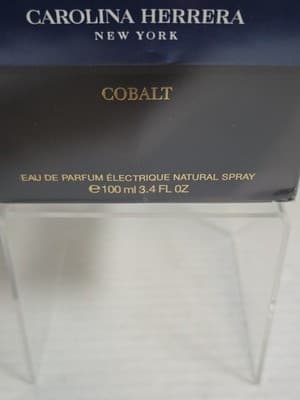 CAROLINA HERRERA
NEW YORK
COBALT
EAU DE PARFUM ÉLECTRIQUE NATURAL SPRAY
℮100 ml 3.4 FL OZ